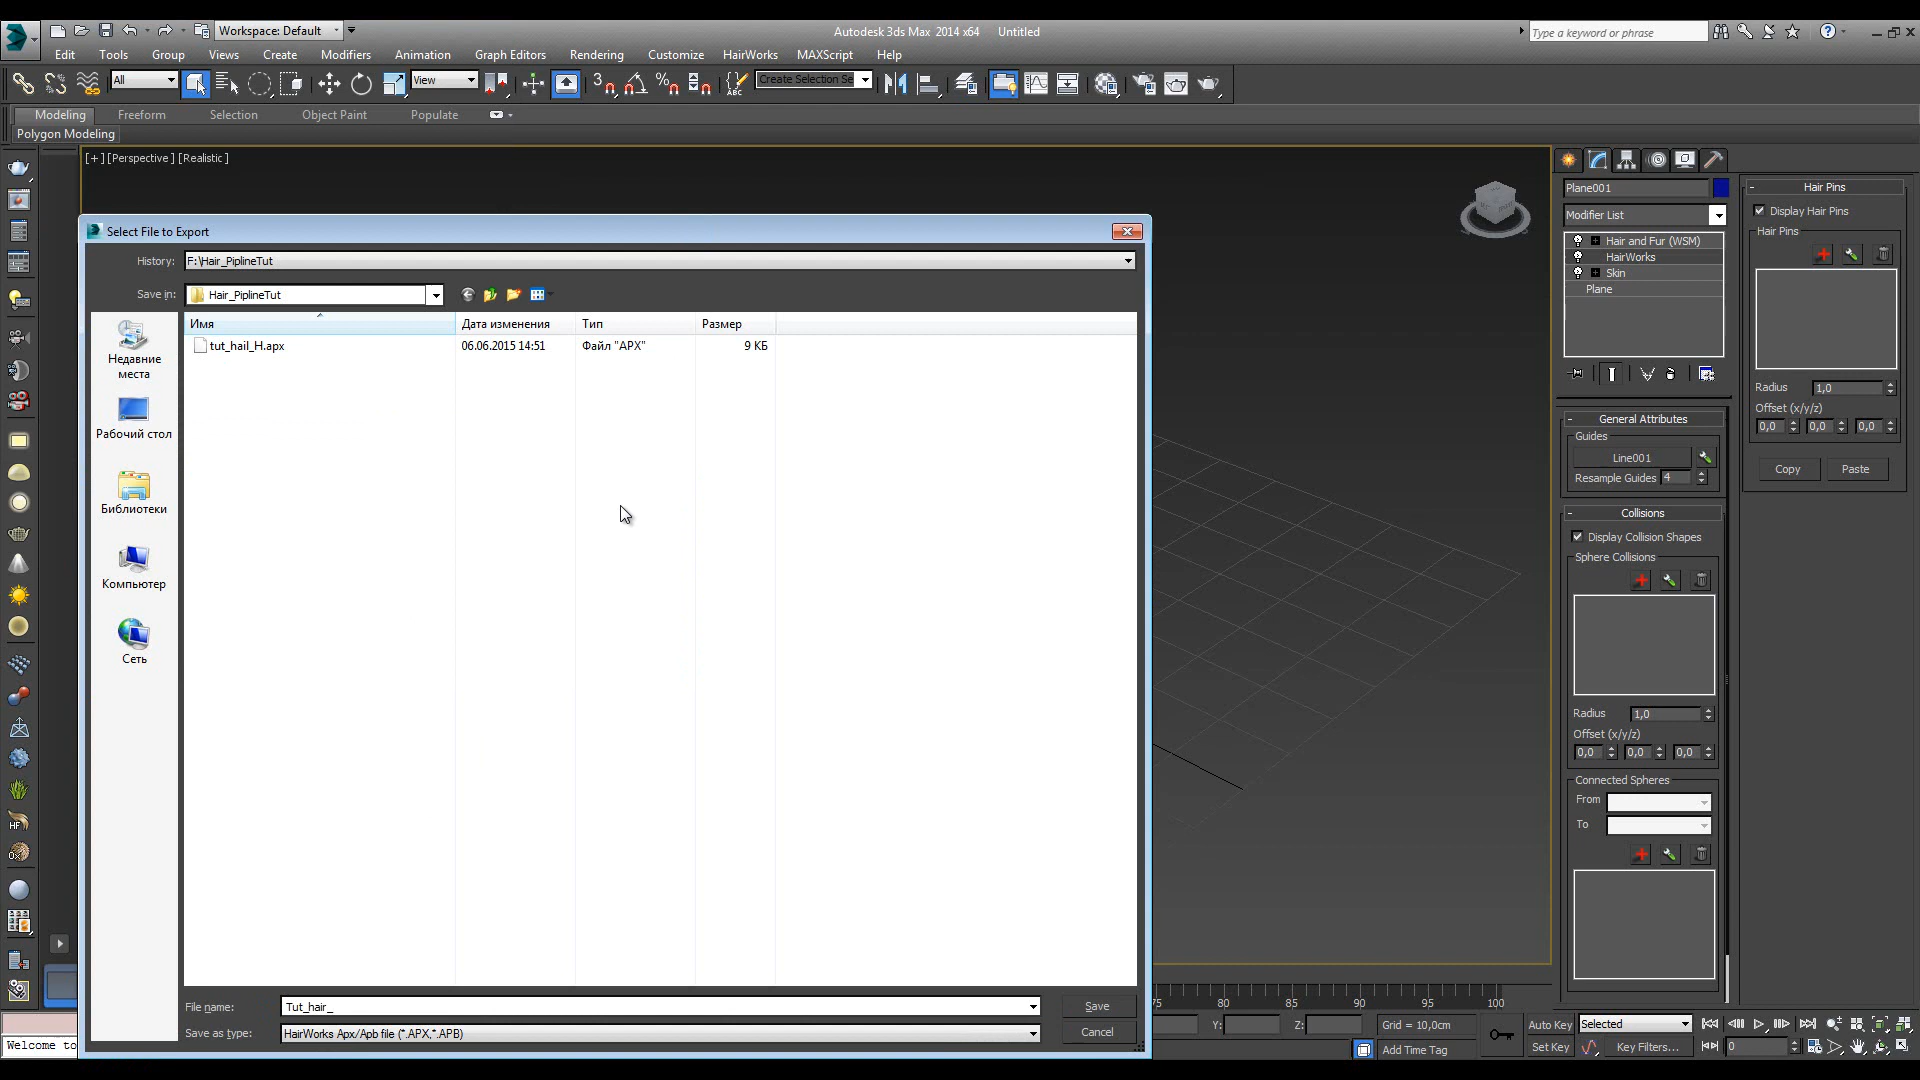 Workspace: Default
Autodesk 3ds Max 2014 x64 Untitled
Type a keyword or phrase
Edit Tools Group Views Create Modifiers Animation Graph Editors Rendering Customize HairWorks MAXScript Help
All
View
Create Selection Se
Modeling Freeform Selection Object Paint Populate
Polygon Modeling
[+] [Perspective ] [Realistic ]
Select File to Export
History: F:\Hair_PiplineTut
Save in: Hair_PiplineTut
Имя Дата изменения Тип Размер
tut_hail_H.apx 06.06.2015 14:51 Файл "APX" 9 КБ
Недавние
места
Рабочий стол
Библиотеки
Компьютер
Сеть
File name: Tut_hair_
Save
Save as type: HairWorks Apx/Apb file (*.APX,*.APB)
Cancel
Plane001
Modifier List
Hair and Fur (WSM)
HairWorks
Skin
Plane
General Attributes
Guides
Line001
Resample Guides 4
Collisions
Display Collision Shapes
Sphere Collisions
Radius 1,0
Offset (x/y/z)
0,0 0,0 0,0
Connected Spheres
From
To
Hair Pins
Display Hair Pins
Hair Pins
Radius 1,0
Offset (x/y/z)
0,0 0,0 0,0
Copy Paste
75 80 85 90 95 100
Y: Z: Grid = 10,0cm
Add Time Tag
Auto Key Selected
Set Key Key Filters...
0
Welcome to
HF